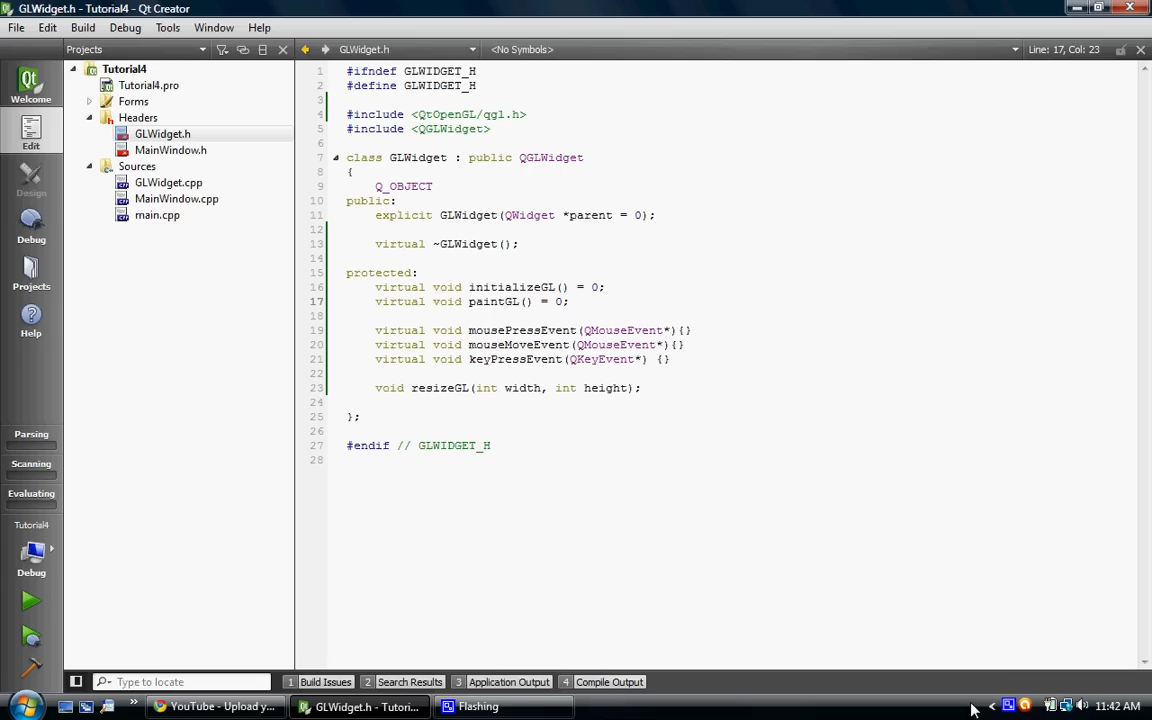 GLWidget.h - Tutorial4 - Qt Creator
File Edit Build Debug Tools Window Help
Projects GLWidget.h <No Symbols> Line: 17, Col: 23
Welcome
Edit
Design
Debug
Projects
Help
Parsing
Scanning
Evaluating
Tutorial4
Debug
Tutorial4
Tutorial4.pro
Forms
Headers
GLWidget.h
MainWindow.h
Sources
GLWidget.cpp
MainWindow.cpp
main.cpp
1 #ifndef GLWIDGET_H
2 #define GLWIDGET_H
3
4 #include <QtOpenGL/qgl.h>
5 #include <QGLWidget>
6
7 class GLWidget : public QGLWidget
8 {
9 Q_OBJECT
10 public:
11 explicit GLWidget(QWidget *parent = 0);
12
13 virtual ~GLWidget();
14
15 protected:
16 virtual void initializeGL() = 0;
17 virtual void paintGL() = 0;
18
19 virtual void mousePressEvent(QMouseEvent*){}
20 virtual void mouseMoveEvent(QMouseEvent*){}
21 virtual void keyPressEvent(QKeyEvent*) {}
22
23 void resizeGL(int width, int height);
24
25 };
26
27 #endif // GLWIDGET_H
28
Type to locate 1 Build Issues 2 Search Results 3 Application Output 4 Compile Output
YouTube - Upload y... GLWidget.h - Tutori... Flashing 11:42 AM